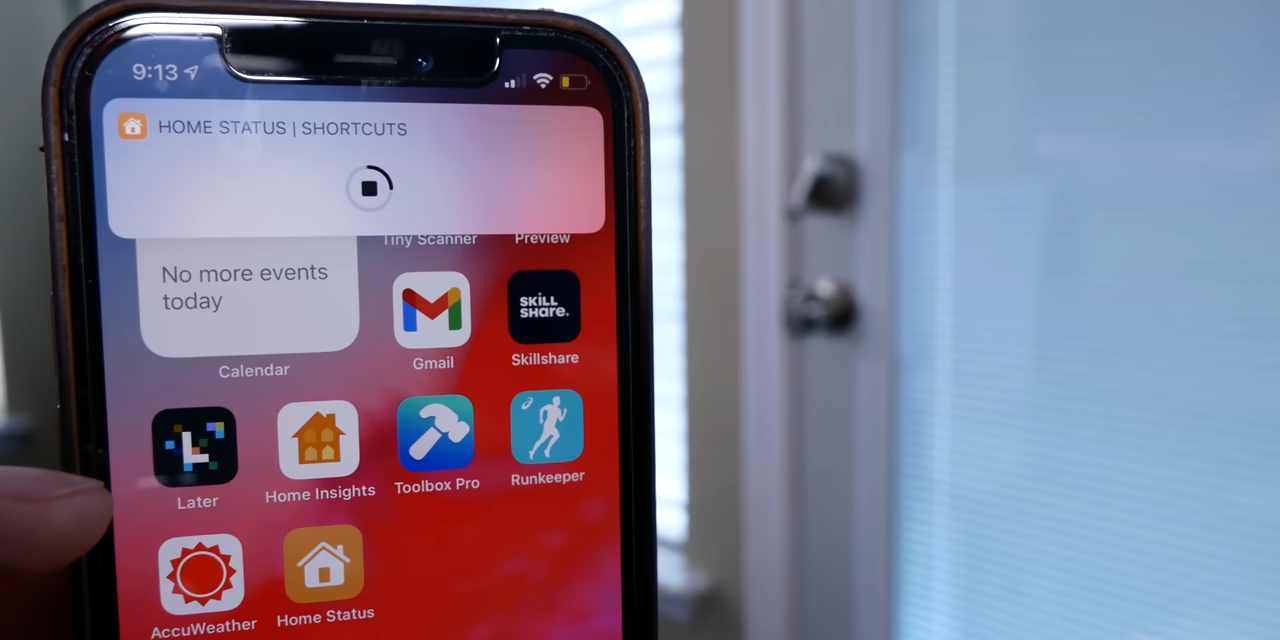 9:13
HOME STATUS | SHORTCUTS
Tiny Scanner
Preview
No more events
today
Calendar
Gmail
SKILL
SHARE.
Skillshare
L
Later
Home Insights
Toolbox Pro
Runkeeper
AccuWeather
Home Status